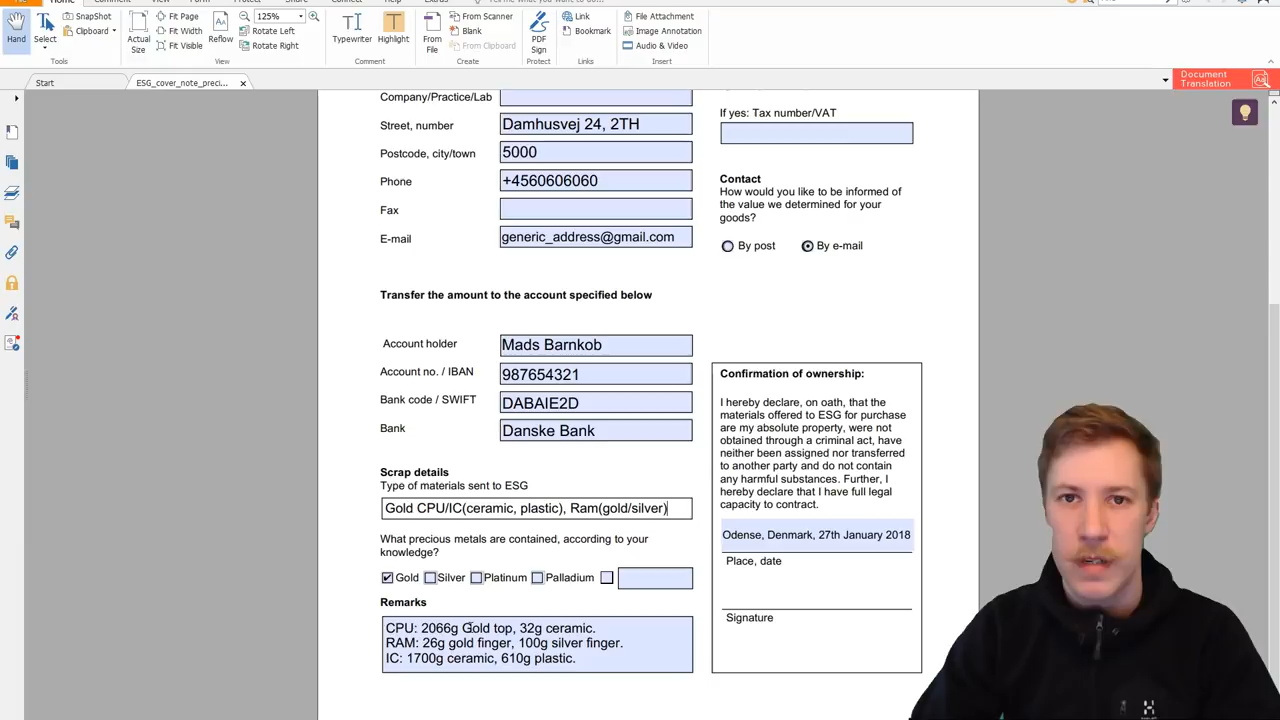 Home
Hand
Select
SnapShot
Clipboard
Tools
Actual
Size
Fit Page
Fit Width
Fit Visible
Reflow
125%
Rotate Left
Rotate Right
View
Typewriter
Highlight
Comment
From
File
From Scanner
Blank
From Clipboard
Create
PDF
Sign
Protect
Link
Bookmark
Links
File Attachment
Image Annotation
Audio & Video
Insert
Start
ESG_cover_note_preci...
Document
Translation
Company/Practice/Lab
Street, number Damhusvej 24, 2TH
Postcode, city/town 5000
Phone +4560606060
Fax
E-mail generic_address@gmail.com
If yes: Tax number/VAT
Contact
How would you like to be informed of
the value we determined for your
goods?
By post By e-mail
Transfer the amount to the account specified below
Account holder Mads Barnkob
Account no. / IBAN 987654321
Bank code / SWIFT DABAIE2D
Bank Danske Bank
Scrap details
Type of materials sent to ESG
Gold CPU/IC(ceramic, plastic), Ram(gold/silver)
What precious metals are contained, according to your
knowledge?
Gold Silver Platinum Palladium
Remarks
CPU: 2066g Gold top, 32g ceramic.
RAM: 26g gold finger, 100g silver finger.
IC: 1700g ceramic, 610g plastic.
Confirmation of ownership:
I hereby declare, on oath, that the
materials offered to ESG for purchase
are my absolute property, were not
obtained through a criminal act, have
neither been assigned nor transferred
to another party and do not contain
any harmful substances. Further, I
hereby declare that I have full legal
capacity to contract.
Odense, Denmark, 27th January 2018
Place, date
Signature